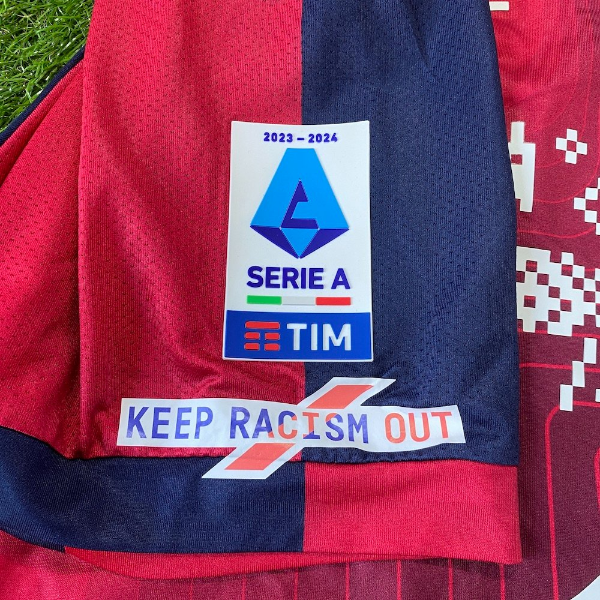 2023 – 2024
SERIE A
TIM
KEEP RACISM OUT